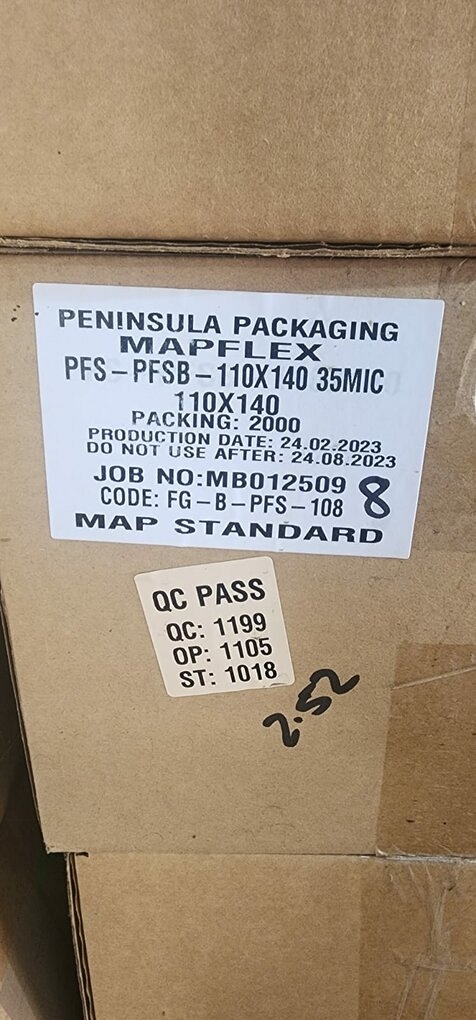 PENINSULA PACKAGING
MAPFLEX
PFS-PFSB-110X140 35MIC
110X140
PACKING: 2000
PRODUCTION DATE: 24.02.2023
DO NOT USE AFTER: 24.08.2023
JOB NO:MB012509
CODE: FG-B-PFS-108
8
MAP STANDARD
QC PASS
QC: 1199
OP: 1105
ST: 1018
2.52